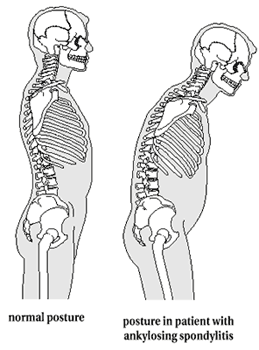 normal posture
posture in patient with
ankylosing spondylitis